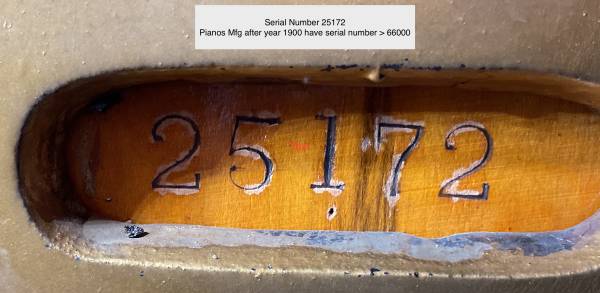 Serial Number 25172
Pianos Mfg after year 1900 have serial number > 66000
25172